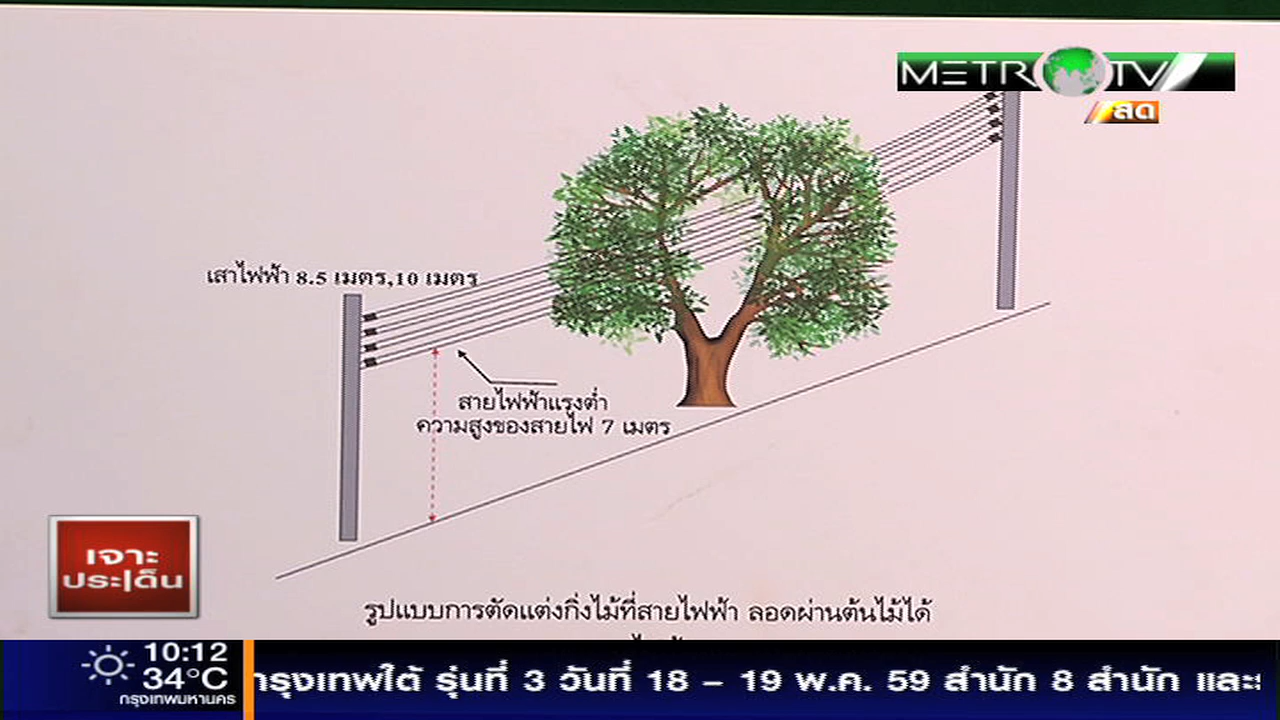 METRO TV
สด
เสาไฟฟ้า 8.5 เมตร,10 เมตร
สายไฟฟ้าแรงต่ำ
ความสูงของสายไฟ 7 เมตร
เจาะ
ประเด็น
รูปแบบการตัดแต่งกิ่งไม้ที่สายไฟฟ้า ลอดผ่านต้นไม้ได้
10:12
34°C
กรุงเทพมหานคร
กรุงเทพใต้ รุ่นที่ 3 วันที่ 18 - 19 พ.ค. 59 สำนัก 8 สำนัก และ